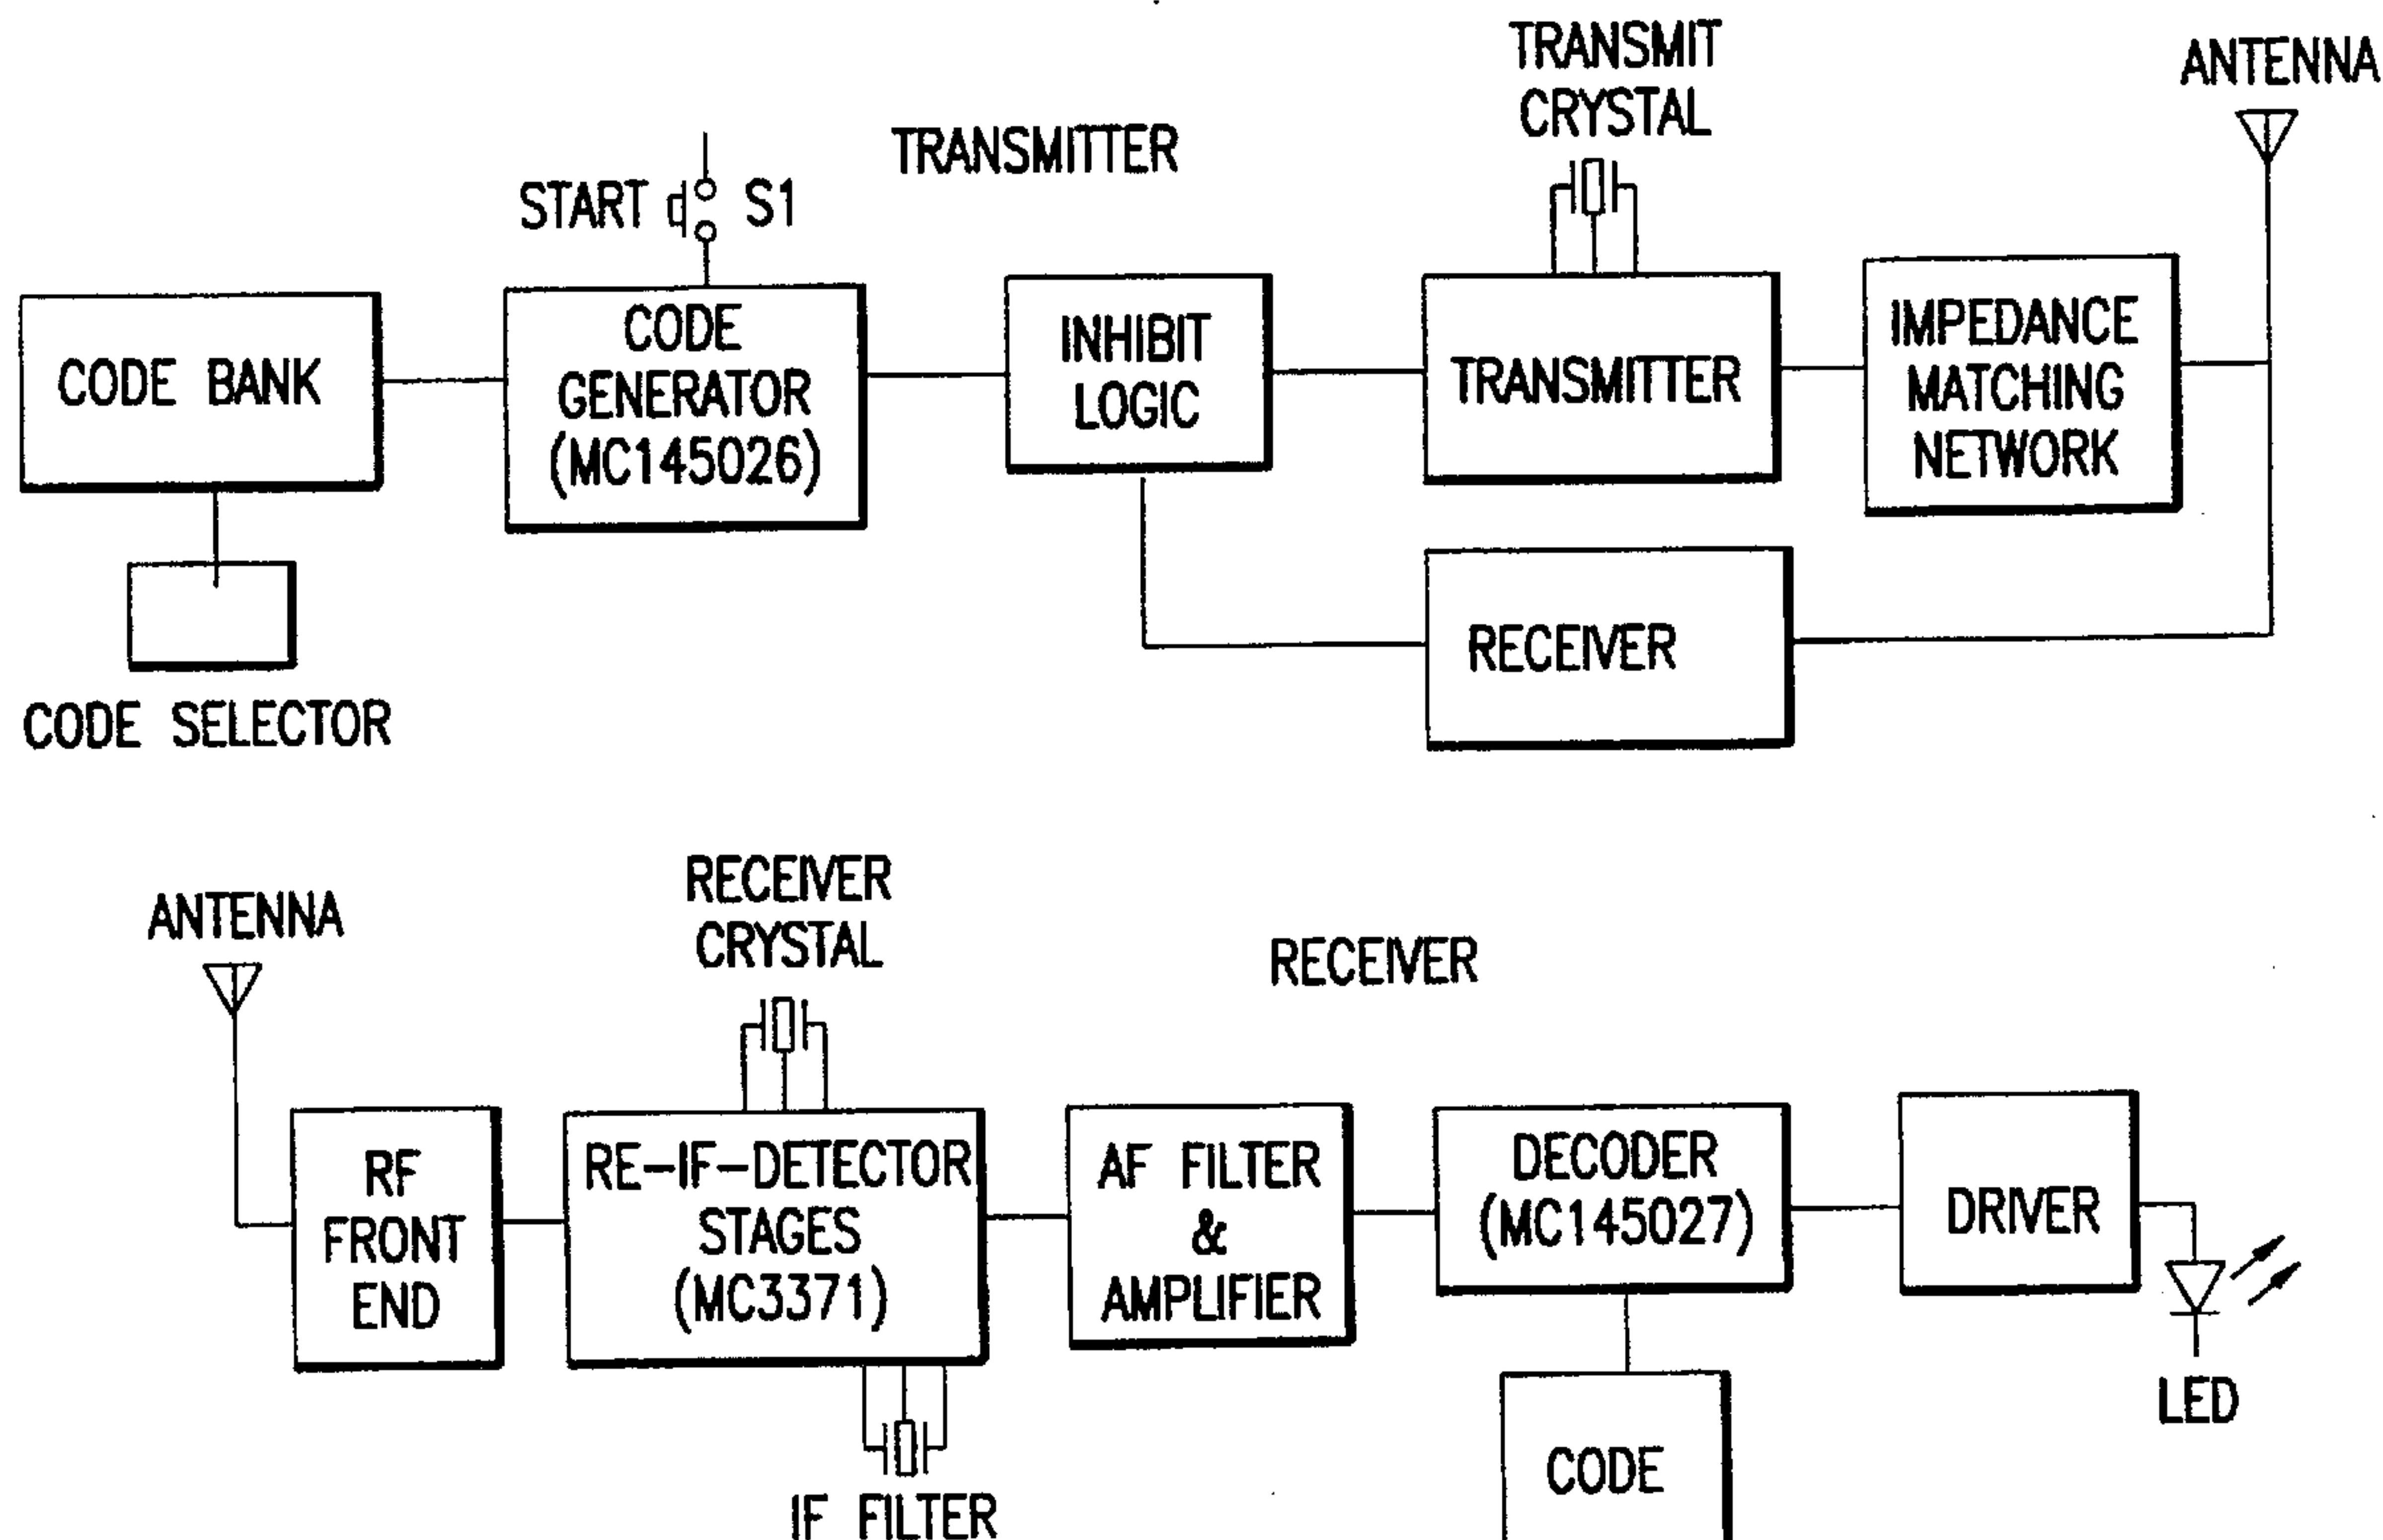 TRANSMIT
CRYSTAL
ANTENNA
TRANSMITTER
START
S1
CODE BANK
CODE
GENERATOR
(MC145026)
INHIBIT
LOGIC
TRANSMITTER
IMPEDANCE
MATCHING
NETWORK
RECEIVER
CODE SELECTOR
RECEIVER
CRYSTAL
ANTENNA
RECEIVER
RF
FRONT
END
RE-IF-DETECTOR
STAGES
(MC3371)
AF FILTER
&
AMPLIFIER
DECODER
(MC145027)
DRIVER
LED
CODE
IF FILTER